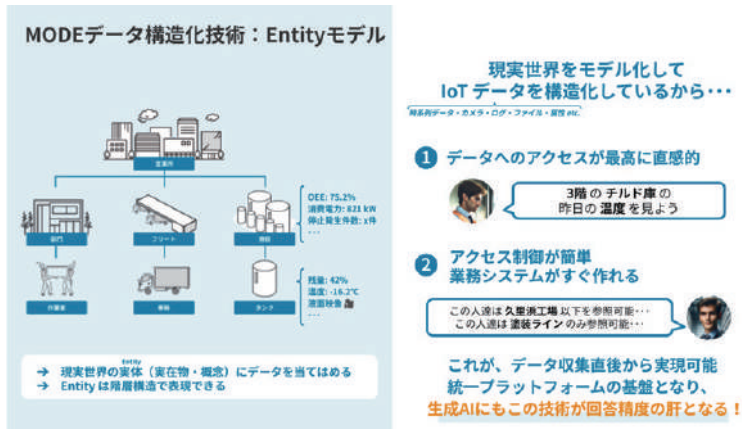 MODEデータ構造化技術：Entityモデル
営業所
OEE: 75.2%
消費電力: 821 kW
停止発生件数: x件
...
部門
フリート
機器
残量: 42%
温度: -16.2℃
液面映像
...
作業者
車輌
タンク
Entity
→ 現実世界の実体（実在物・概念）にデータを当てはめる
→ Entity は階層構造で表現できる
現実世界をモデル化して
IoT データを構造化しているから･･･
時系列データ・カメラ・ログ・ファイル・属性 etc.
1 データへのアクセスが最高に直感的
3階 の チルド庫 の
昨日の 温度 を見よう
2 アクセス制御が簡単
業務システムがすぐ作れる
この人達は 久里浜工場 以下を参照可能･･･
この人達は 塗装ライン のみ参照可能･･･
これが、データ収集直後から実現可能
統一プラットフォームの基盤となり、
生成AIにもこの技術が回答精度の肝となる！